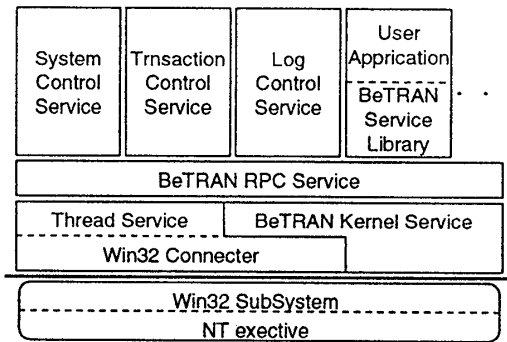 System
Control
Service
Trnsaction
Control
Service
Log
Control
Service
User
Apprication
BeTRAN
Service
Library
BeTRAN RPC Service
Thread Service
BeTRAN Kernel Service
Win32 Connecter
Win32 SubSystem
NT exective